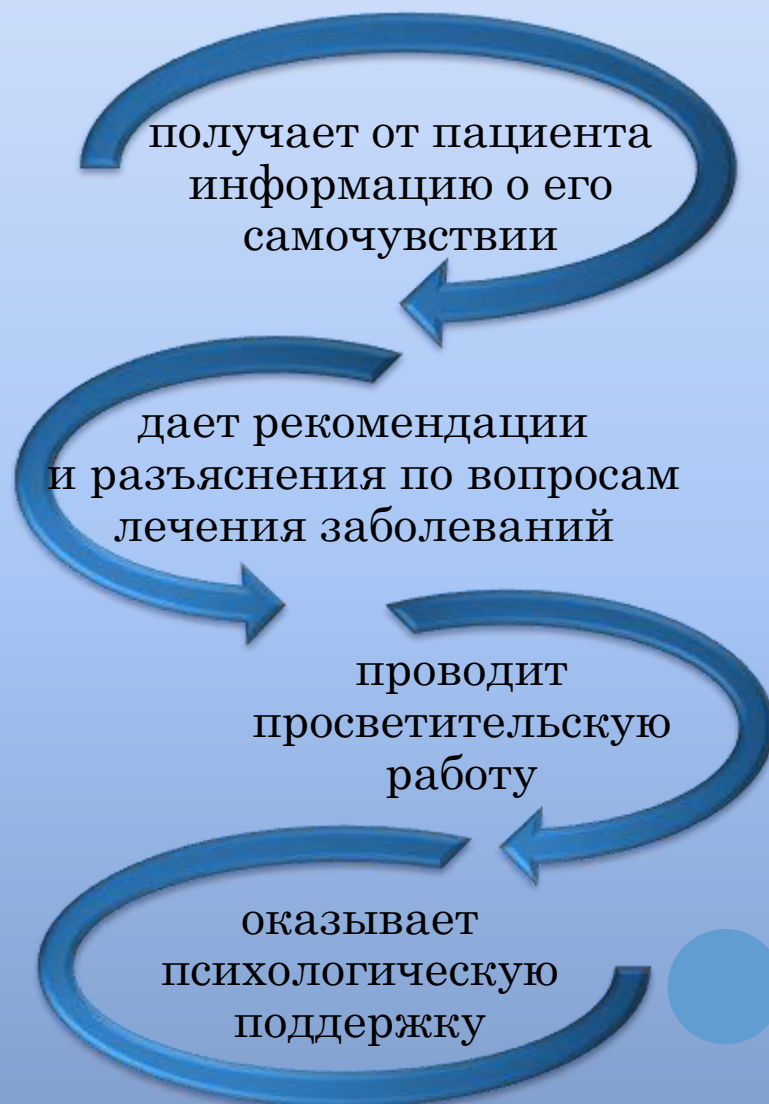 получает от пациента
информацию о его
самочувствии
дает рекомендации
и разъяснения по вопросам
лечения заболеваний
проводит
просветительскую
работу
оказывает
психологическую
поддержку